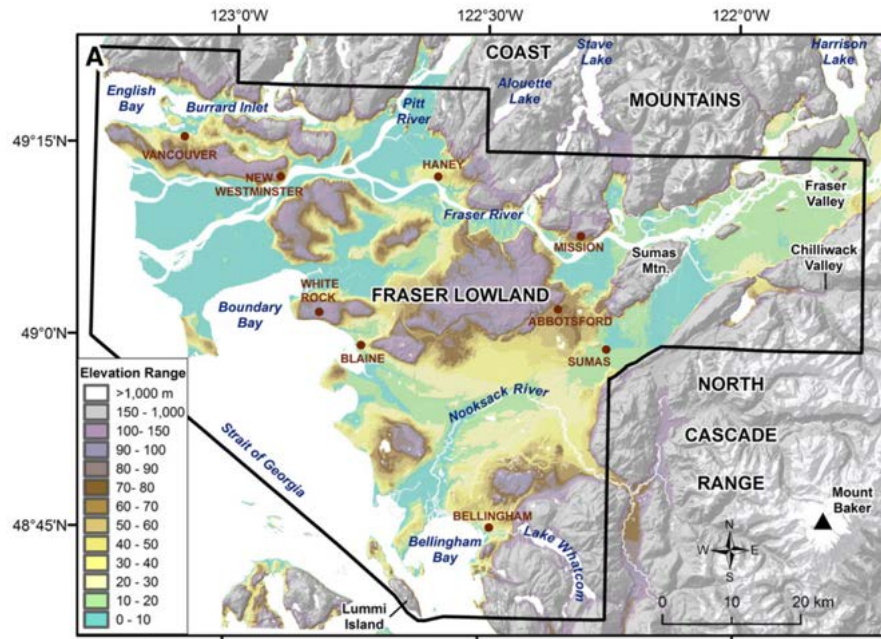 123°0'W
122°30'W
122°0'W
A
COAST
Stave
Lake
Harrison
Lake
English
Bay
Burrard Inlet
Pitt
River
Alouette
Lake
MOUNTAINS
49°15'N
VANCOUVER
NEW
WESTMINSTER
HANEY
Fraser River
Fraser
Valley
MISSION
Sumas
Mtn.
Chilliwack
Valley
WHITE
ROCK
FRASER LOWLAND
Boundary
Bay
ABBOTSFORD
49°0'N
BLAINE
SUMAS
Elevation Range
>1,000 m
150 - 1,000
100- 150
90 - 100
80 - 90
70- 80
60 - 70
50 - 60
40 - 50
30 - 40
20 - 30
10 - 20
0 - 10
Nooksack River
NORTH
CASCADE
RANGE
Strait of Georgia
Mount
Baker
48°45'N
BELLINGHAM
Bellingham
Bay
Lake Whatcom
N
W
E
S
Lummi
Island
0
10
20 km